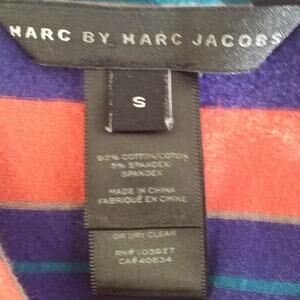 MARC BY MARC JACOBS
S
95% COTTON/COTON
5% SPANDEX/
SPANDEX
MADE IN CHINA
FABRIQUÉ EN CHINE
OR DRY CLEAN
RN#103927
CA#40634